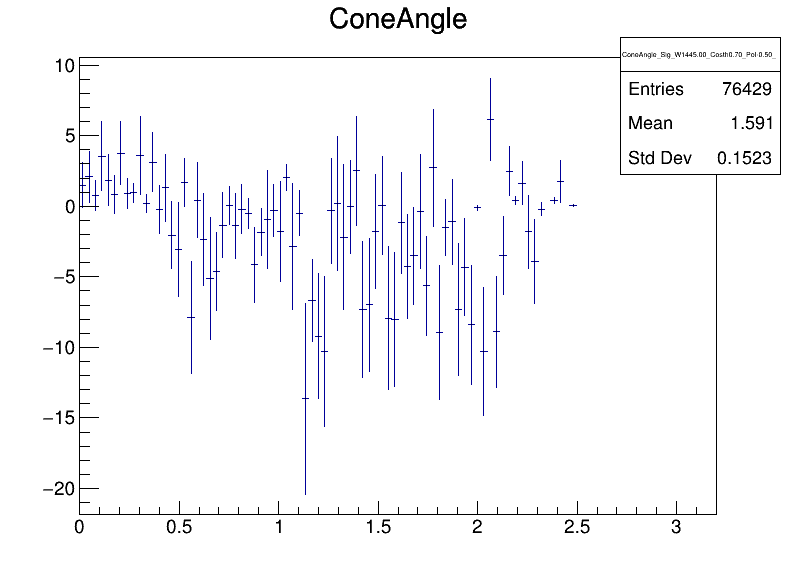 ConeAngle
ConeAngle_Sig_W1445.00_Costh0.70_Pol-0.50_
Entries 76429
Mean 1.591
Std Dev 0.1523
10
5
0
−5
−10
−15
−20
0 0.5 1 1.5 2 2.5 3